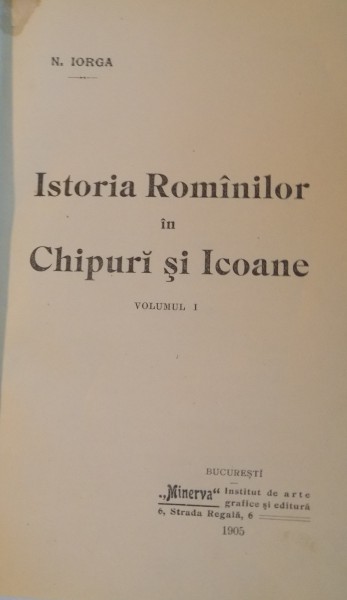 N. IORGA
Istoria Romînilor
în
Chipurĭ şi Icoane
VOLUMUL I
BUCUREŞTĬ
„Minerva“ Institut de arte
grafice şi editură
6, Strada Regală, 6
1905